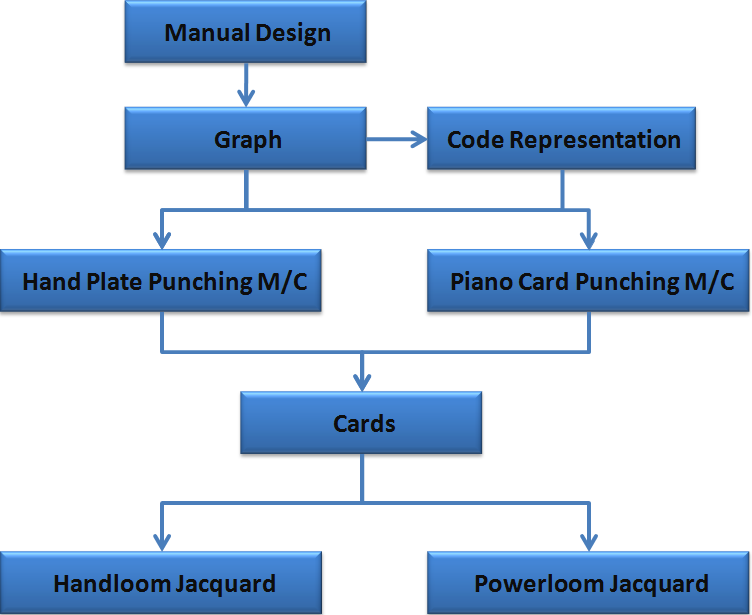 Manual Design
Graph
Code Representation
Hand Plate Punching M/C
Piano Card Punching M/C
Cards
Handloom Jacquard
Powerloom Jacquard